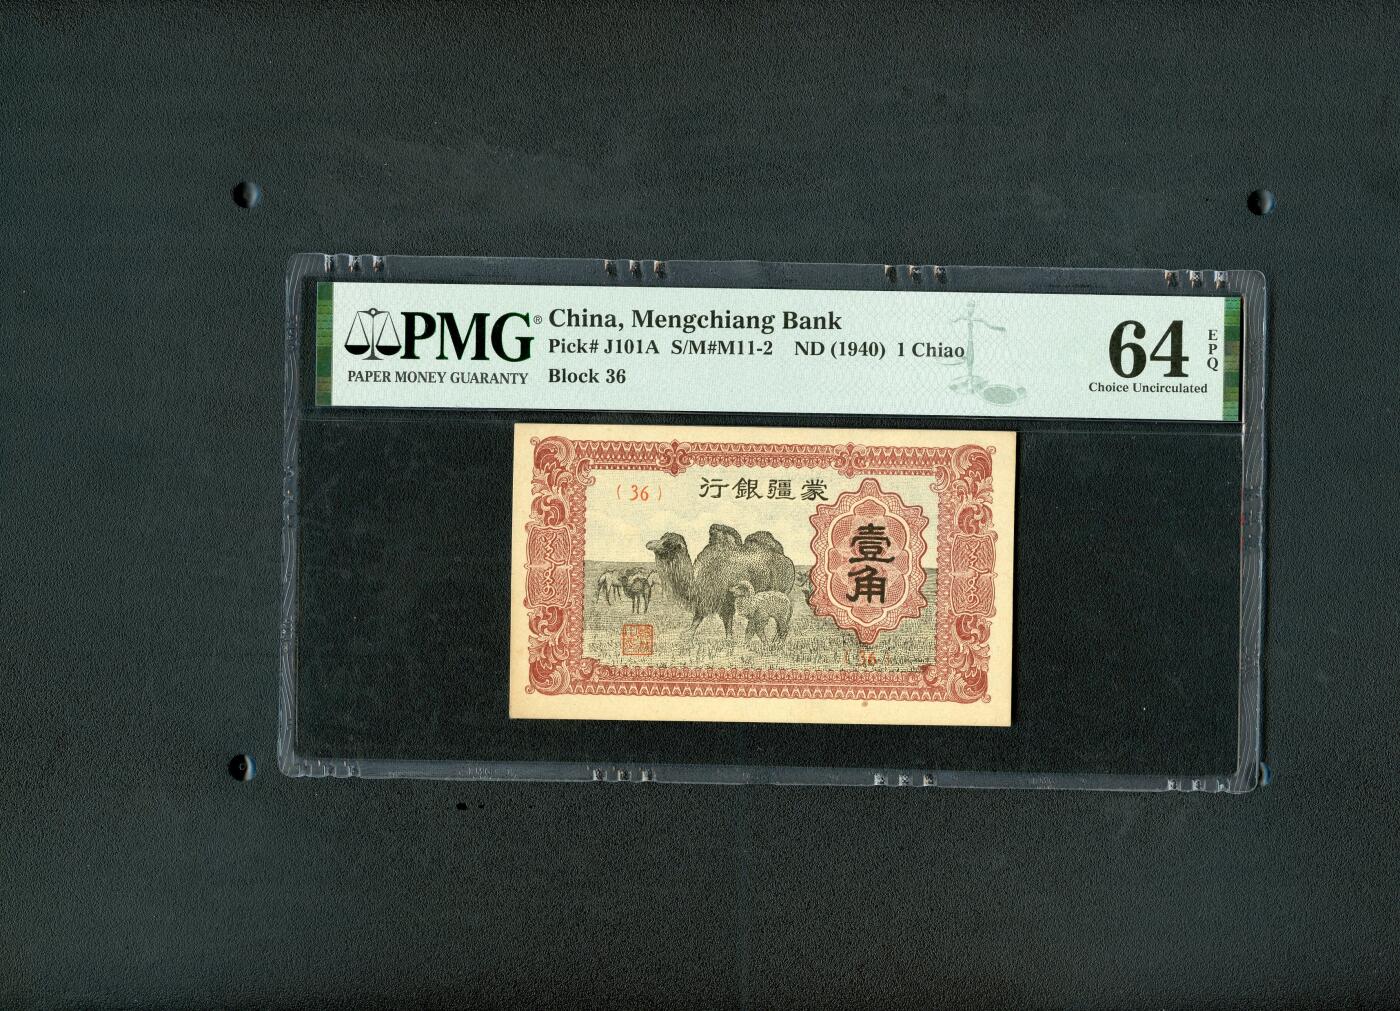 PMG®
PAPER MONEY GUARANTY
China, Mengchiang Bank
Pick# J101A S/M#M11-2 ND (1940) 1 Chiao
Block 36
64
EPQ
Choice Uncirculated
(36)
行銀疆蒙
壹角
(36)